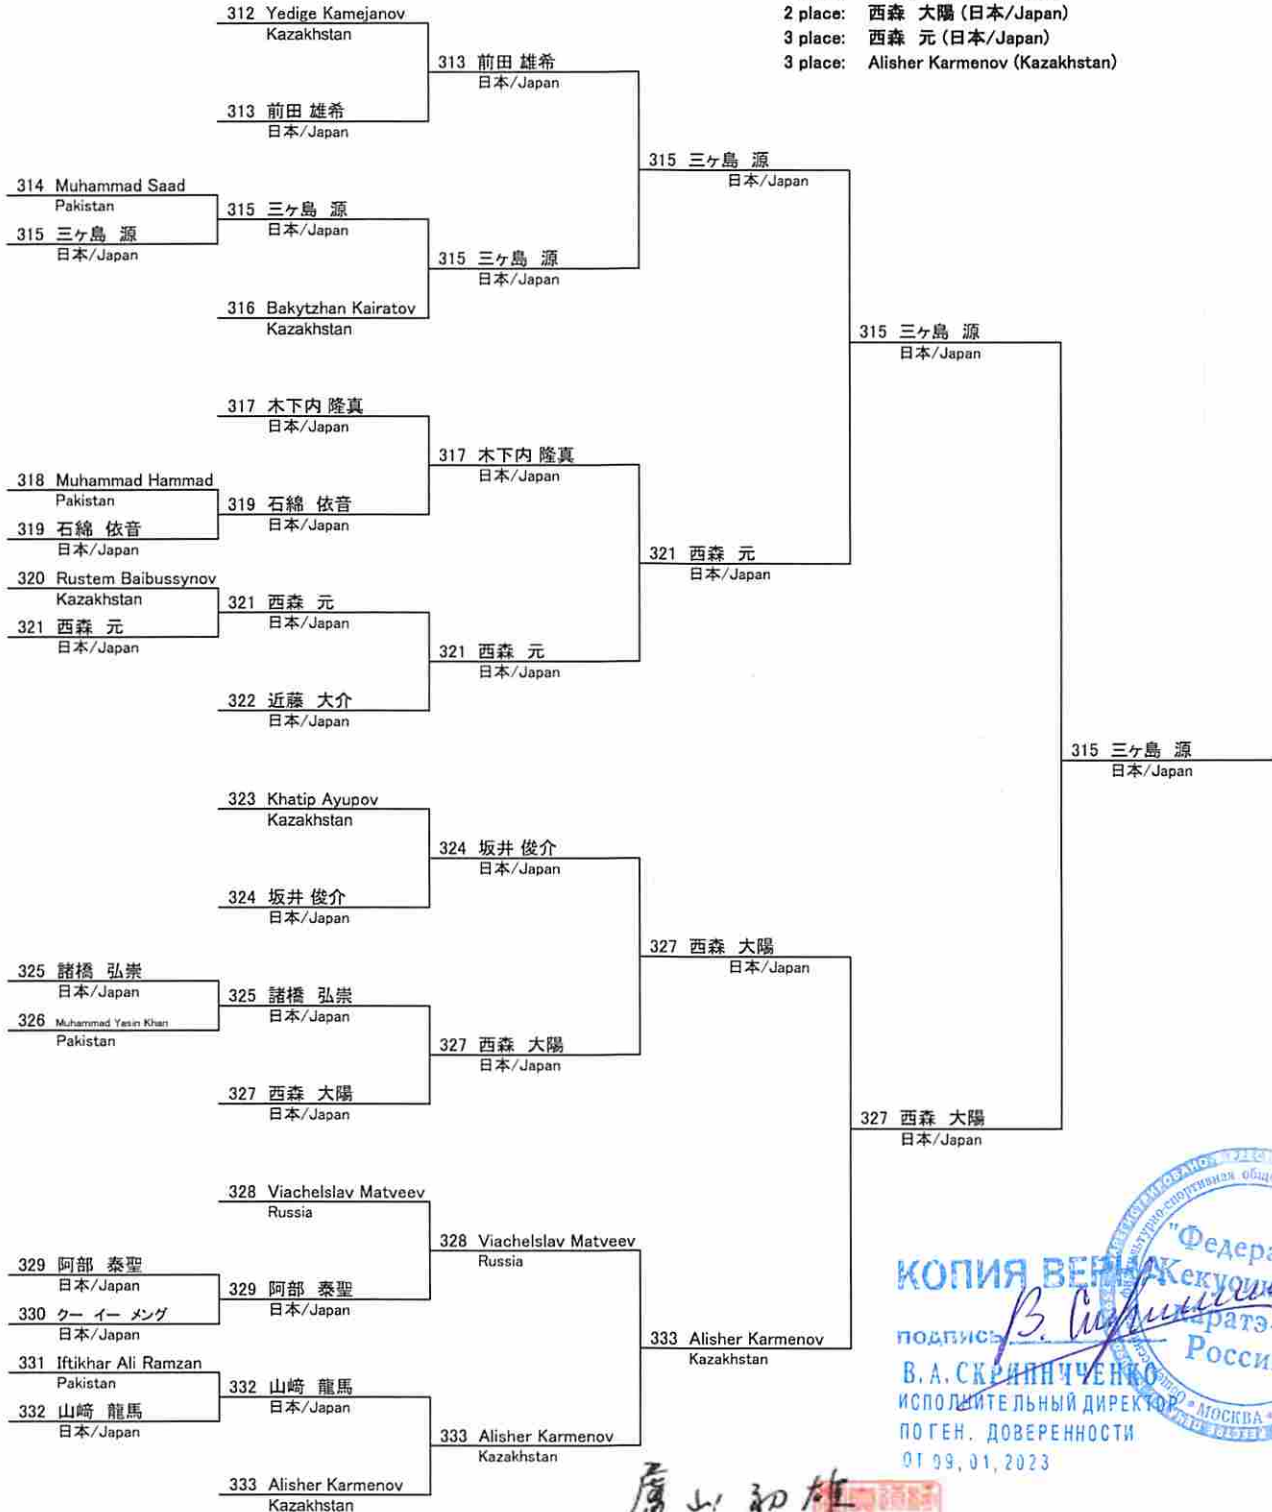 2 place: 西森 大陽 (日本/Japan)
3 place: 西森 元 (日本/Japan)
3 place: Alisher Karmenov (Kazakhstan)
312 Yedige Kamejanov
Kazakhstan
313 前田 雄希
日本/Japan
313 前田 雄希
日本/Japan
315 三ヶ島 源
日本/Japan
314 Muhammad Saad
Pakistan
315 三ヶ島 源
日本/Japan
315 三ヶ島 源
日本/Japan
315 三ヶ島 源
日本/Japan
316 Bakytzhan Kairatov
Kazakhstan
315 三ヶ島 源
日本/Japan
317 木下内 隆真
日本/Japan
317 木下内 隆真
日本/Japan
318 Muhammad Hammad
Pakistan
319 石綿 依音
日本/Japan
319 石綿 依音
日本/Japan
321 西森 元
日本/Japan
320 Rustem Baibussynov
Kazakhstan
321 西森 元
日本/Japan
321 西森 元
日本/Japan
321 西森 元
日本/Japan
322 近藤 大介
日本/Japan
315 三ヶ島 源
日本/Japan
323 Khatip Ayupov
Kazakhstan
324 坂井 俊介
日本/Japan
324 坂井 俊介
日本/Japan
327 西森 大陽
日本/Japan
325 諸橋 弘崇
日本/Japan
325 諸橋 弘崇
日本/Japan
326 Muhammad Yasin Khan
Pakistan
327 西森 大陽
日本/Japan
327 西森 大陽
日本/Japan
327 西森 大陽
日本/Japan
328 Viachelslav Matveev
Russia
328 Viachelslav Matveev
Russia
329 阿部 泰聖
日本/Japan
329 阿部 泰聖
日本/Japan
330 クー イー メング
日本/Japan
333 Alisher Karmenov
Kazakhstan
331 Iftikhar Ali Ramzan
Pakistan
332 山﨑 龍馬
日本/Japan
332 山﨑 龍馬
日本/Japan
333 Alisher Karmenov
Kazakhstan
333 Alisher Karmenov
Kazakhstan
КОПИЯ ВЕРНА
подпись
В.А.СКРИПНИЧЕНКО
ИСПОЛНИТЕЛЬНЫЙ ДИРЕКТОР
ПО ГЕН. ДОВЕРЕННОСТИ
ОТ 09,01,2023
МОСКВА
廬山 初雄